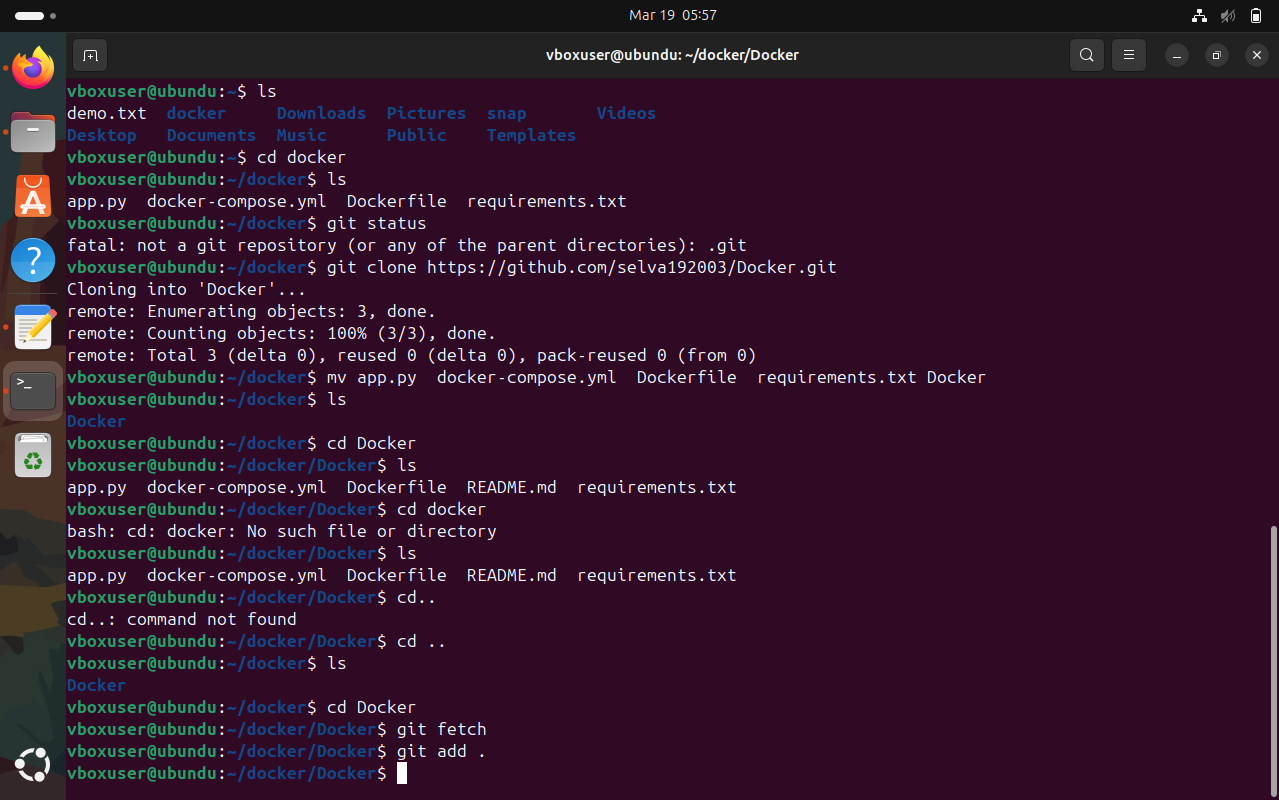 Mar 19 05:57
vboxuser@ubundu: ~/docker/Docker
vboxuser@ubundu:~$ ls
demo.txt  docker     Downloads  Pictures  snap       Videos
Desktop   Documents  Music      Public    Templates
vboxuser@ubundu:~$ cd docker
vboxuser@ubundu:~/docker$ ls
app.py  docker-compose.yml  Dockerfile  requirements.txt
vboxuser@ubundu:~/docker$ git status
fatal: not a git repository (or any of the parent directories): .git
vboxuser@ubundu:~/docker$ git clone https://github.com/selva192003/Docker.git
Cloning into 'Docker'...
remote: Enumerating objects: 3, done.
remote: Counting objects: 100% (3/3), done.
remote: Total 3 (delta 0), reused 0 (delta 0), pack-reused 0 (from 0)
vboxuser@ubundu:~/docker$ mv app.py  docker-compose.yml  Dockerfile  requirements.txt Docker
vboxuser@ubundu:~/docker$ ls
Docker
vboxuser@ubundu:~/docker$ cd Docker
vboxuser@ubundu:~/docker/Docker$ ls
app.py  docker-compose.yml  Dockerfile  README.md  requirements.txt
vboxuser@ubundu:~/docker/Docker$ cd docker
bash: cd: docker: No such file or directory
vboxuser@ubundu:~/docker/Docker$ ls
app.py  docker-compose.yml  Dockerfile  README.md  requirements.txt
vboxuser@ubundu:~/docker/Docker$ cd..
cd..: command not found
vboxuser@ubundu:~/docker/Docker$ cd ..
vboxuser@ubundu:~/docker$ ls
Docker
vboxuser@ubundu:~/docker$ cd Docker
vboxuser@ubundu:~/docker/Docker$ git fetch
vboxuser@ubundu:~/docker/Docker$ git add .
vboxuser@ubundu:~/docker/Docker$